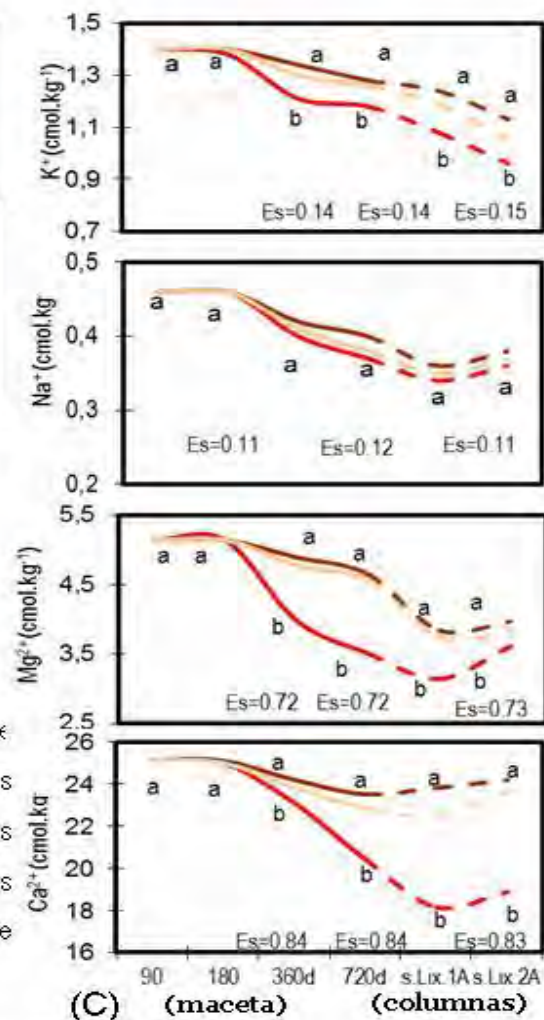 1,5
K⁺(cmol.kg⁻¹)
1,3
1,1
0,9
0,7
a a a a a a
b b b b
Es=0.14 Es=0.14 Es=0.15
0,5
Na⁺(cmol.kg
0,4
0,3
0,2
a a a a a a
Es=0.11 Es=0.12 Es=0.11
5,5
Mg²⁺(cmol.kg⁻¹)
4,5
3,5
2.5
a a a a a a
b b b b
Es=0.72 Es=0.72 Es=0.73
26
Ca²⁺(cmol.kg
24
22
20
18
16
a a a a a a
b b b b
Es=0.84 Es=0.84 Es=0.83
90 180 360d 720d s.Lix.1A s.Lix.2A
(C) (maceta) (columnas)
e
s
s
s
e